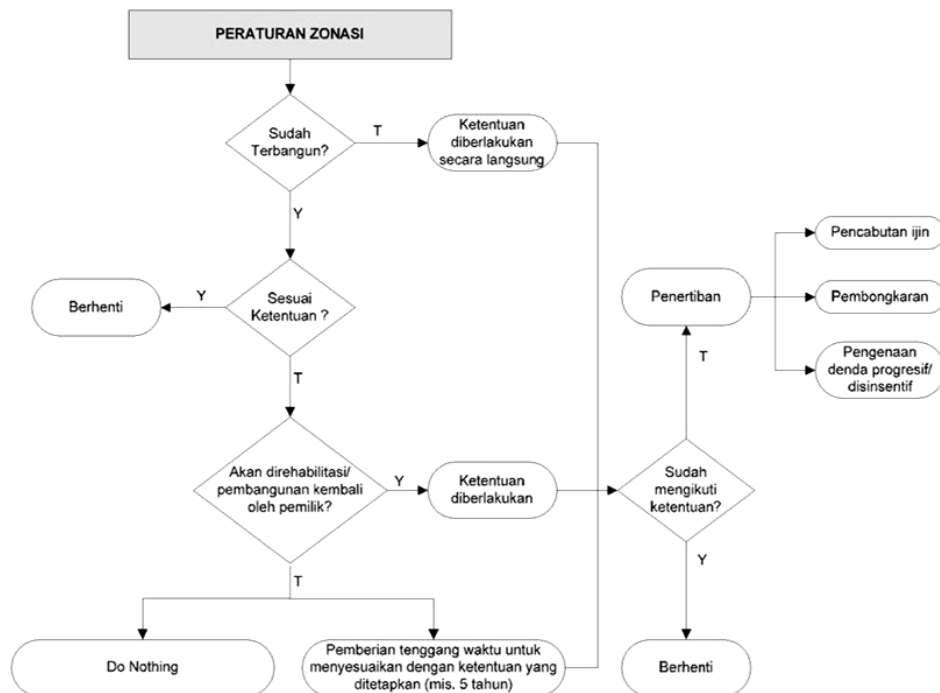 PERATURAN ZONASI
Sudah
Terbangun?
T
Ketentuan
diberlakukan
secara langsung
Y
Berhenti
Y
Sesuai
Ketentuan ?
T
Akan direhabilitasi/
pembangunan kembali
oleh pemilik?
Y
Ketentuan
diberlakukan
T
Do Nothing
Pemberian tenggang waktu untuk
menyesuaikan dengan ketentuan yang
ditetapkan (mis. 5 tahun)
Sudah
mengikuti
ketentuan?
T
Penertiban
Pencabutan ijin
Pembongkaran
Pengenaan
denda progresif/
disinsentif
Y
Berhenti